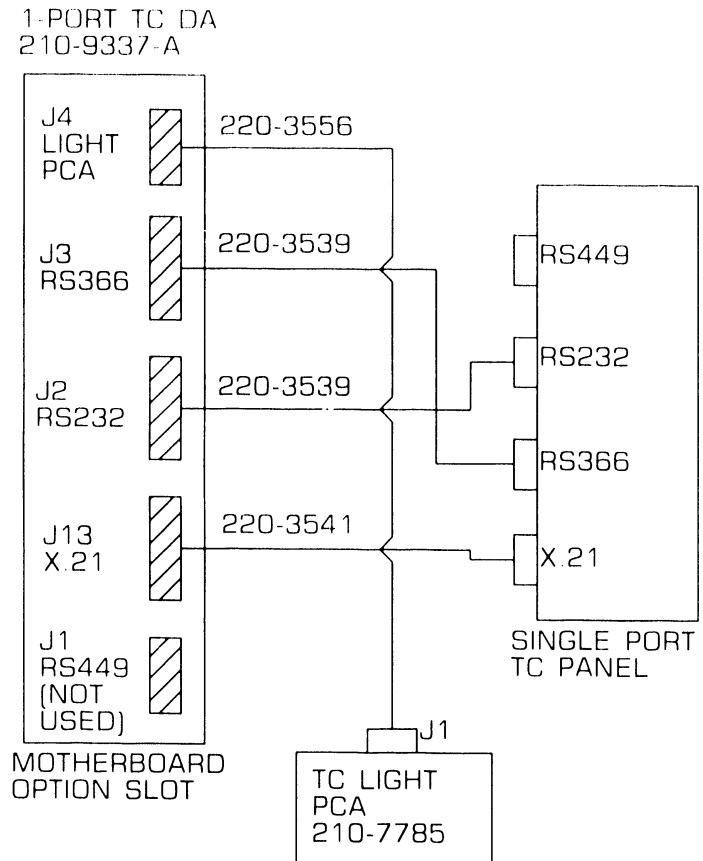 1-PORT TC DA
210-9337-A
J4
LIGHT
PCA
220-3556
J3
RS366
220-3539
J2
RS232
220-3539
J13
X.21
220-3541
J1
RS449
(NOT
USED)
MOTHERBOARD
OPTION SLOT
RS449
RS232
RS366
X.21
SINGLE PORT
TC PANEL
J1
TC LIGHT
PCA
210-7785